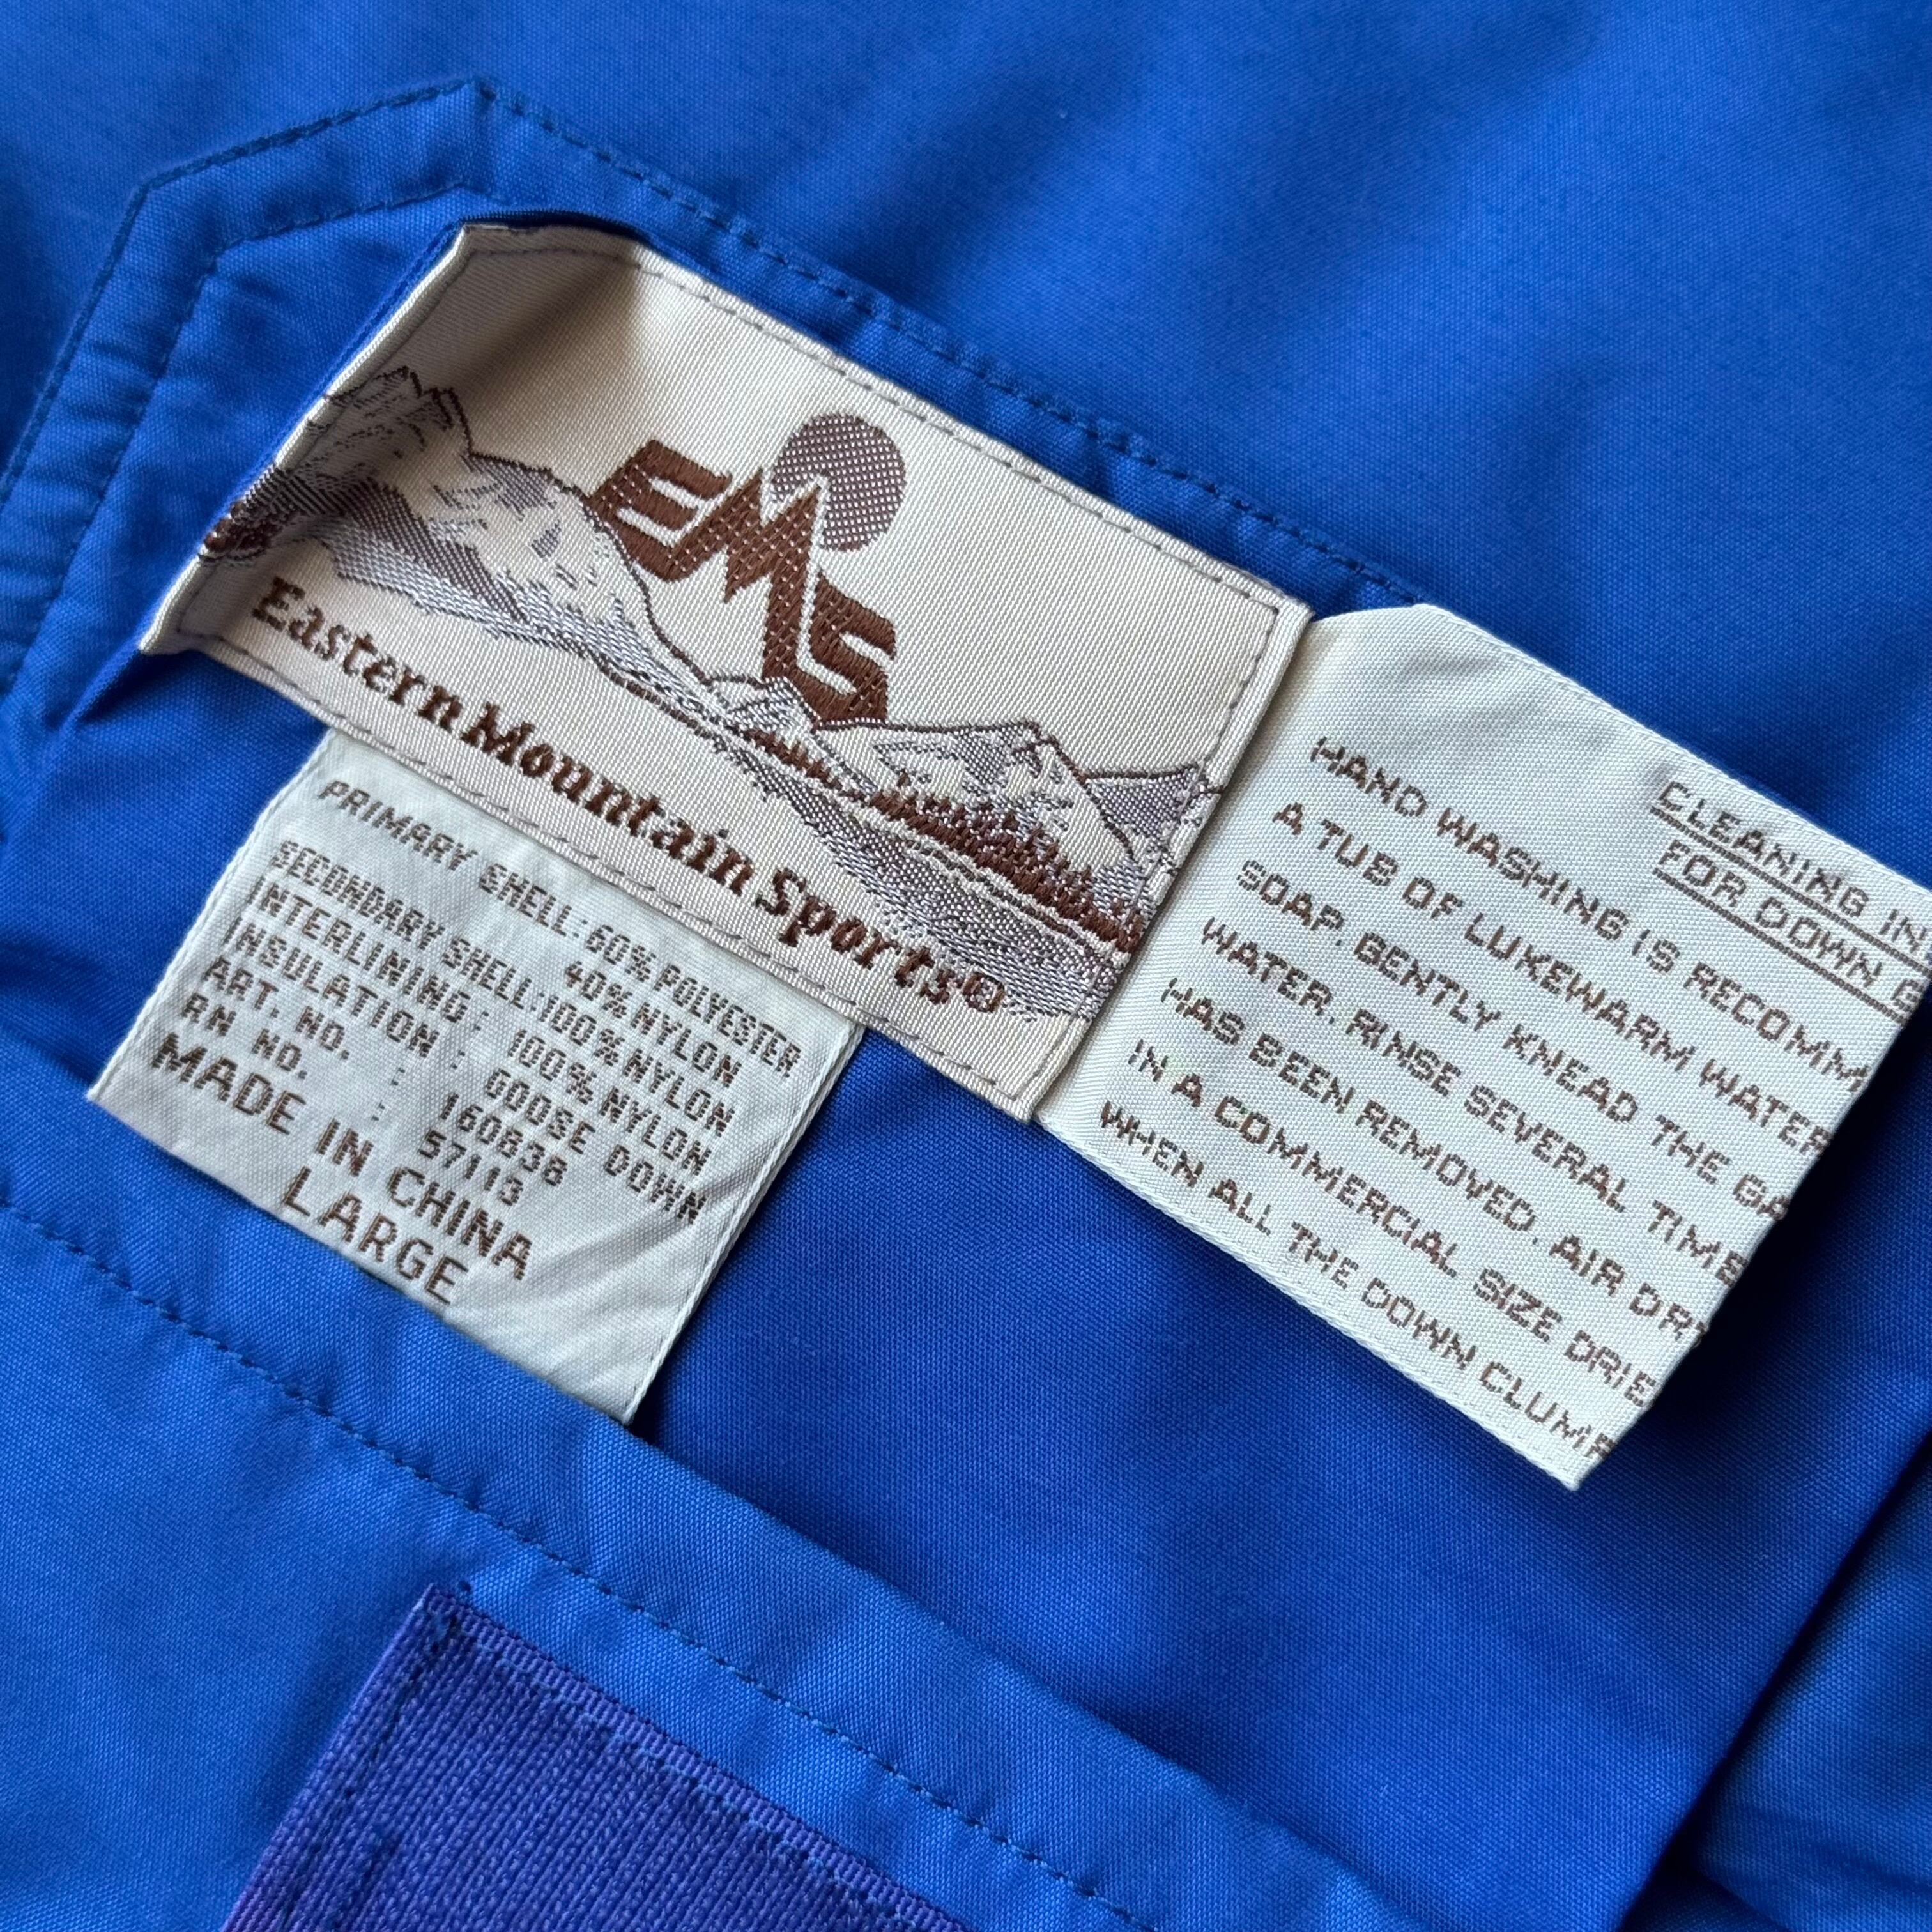 EMS
Eastern Mountain Sports®
PRIMARY SHELL: 60% POLYESTER
40% NYLON
SECONDARY SHELL: 100% NYLON
INTERLINING : 100% NYLON
INSULATION : GOOSE DOWN
ART. NO. : 160838
RN NO. : 57113
MADE IN CHINA
LARGE
CLEANING IN
FOR DOWN G
HAND WASHING IS RECOMM
A TUB OF LUKEWARM WATER
SOAP. GENTLY KNEAD THE GA
WATER. RINSE SEVERAL TIME
HAS BEEN REMOVED. AIR DRY
IN A COMMERCIAL SIZE DRIE
WHEN ALL THE DOWN CLUMP